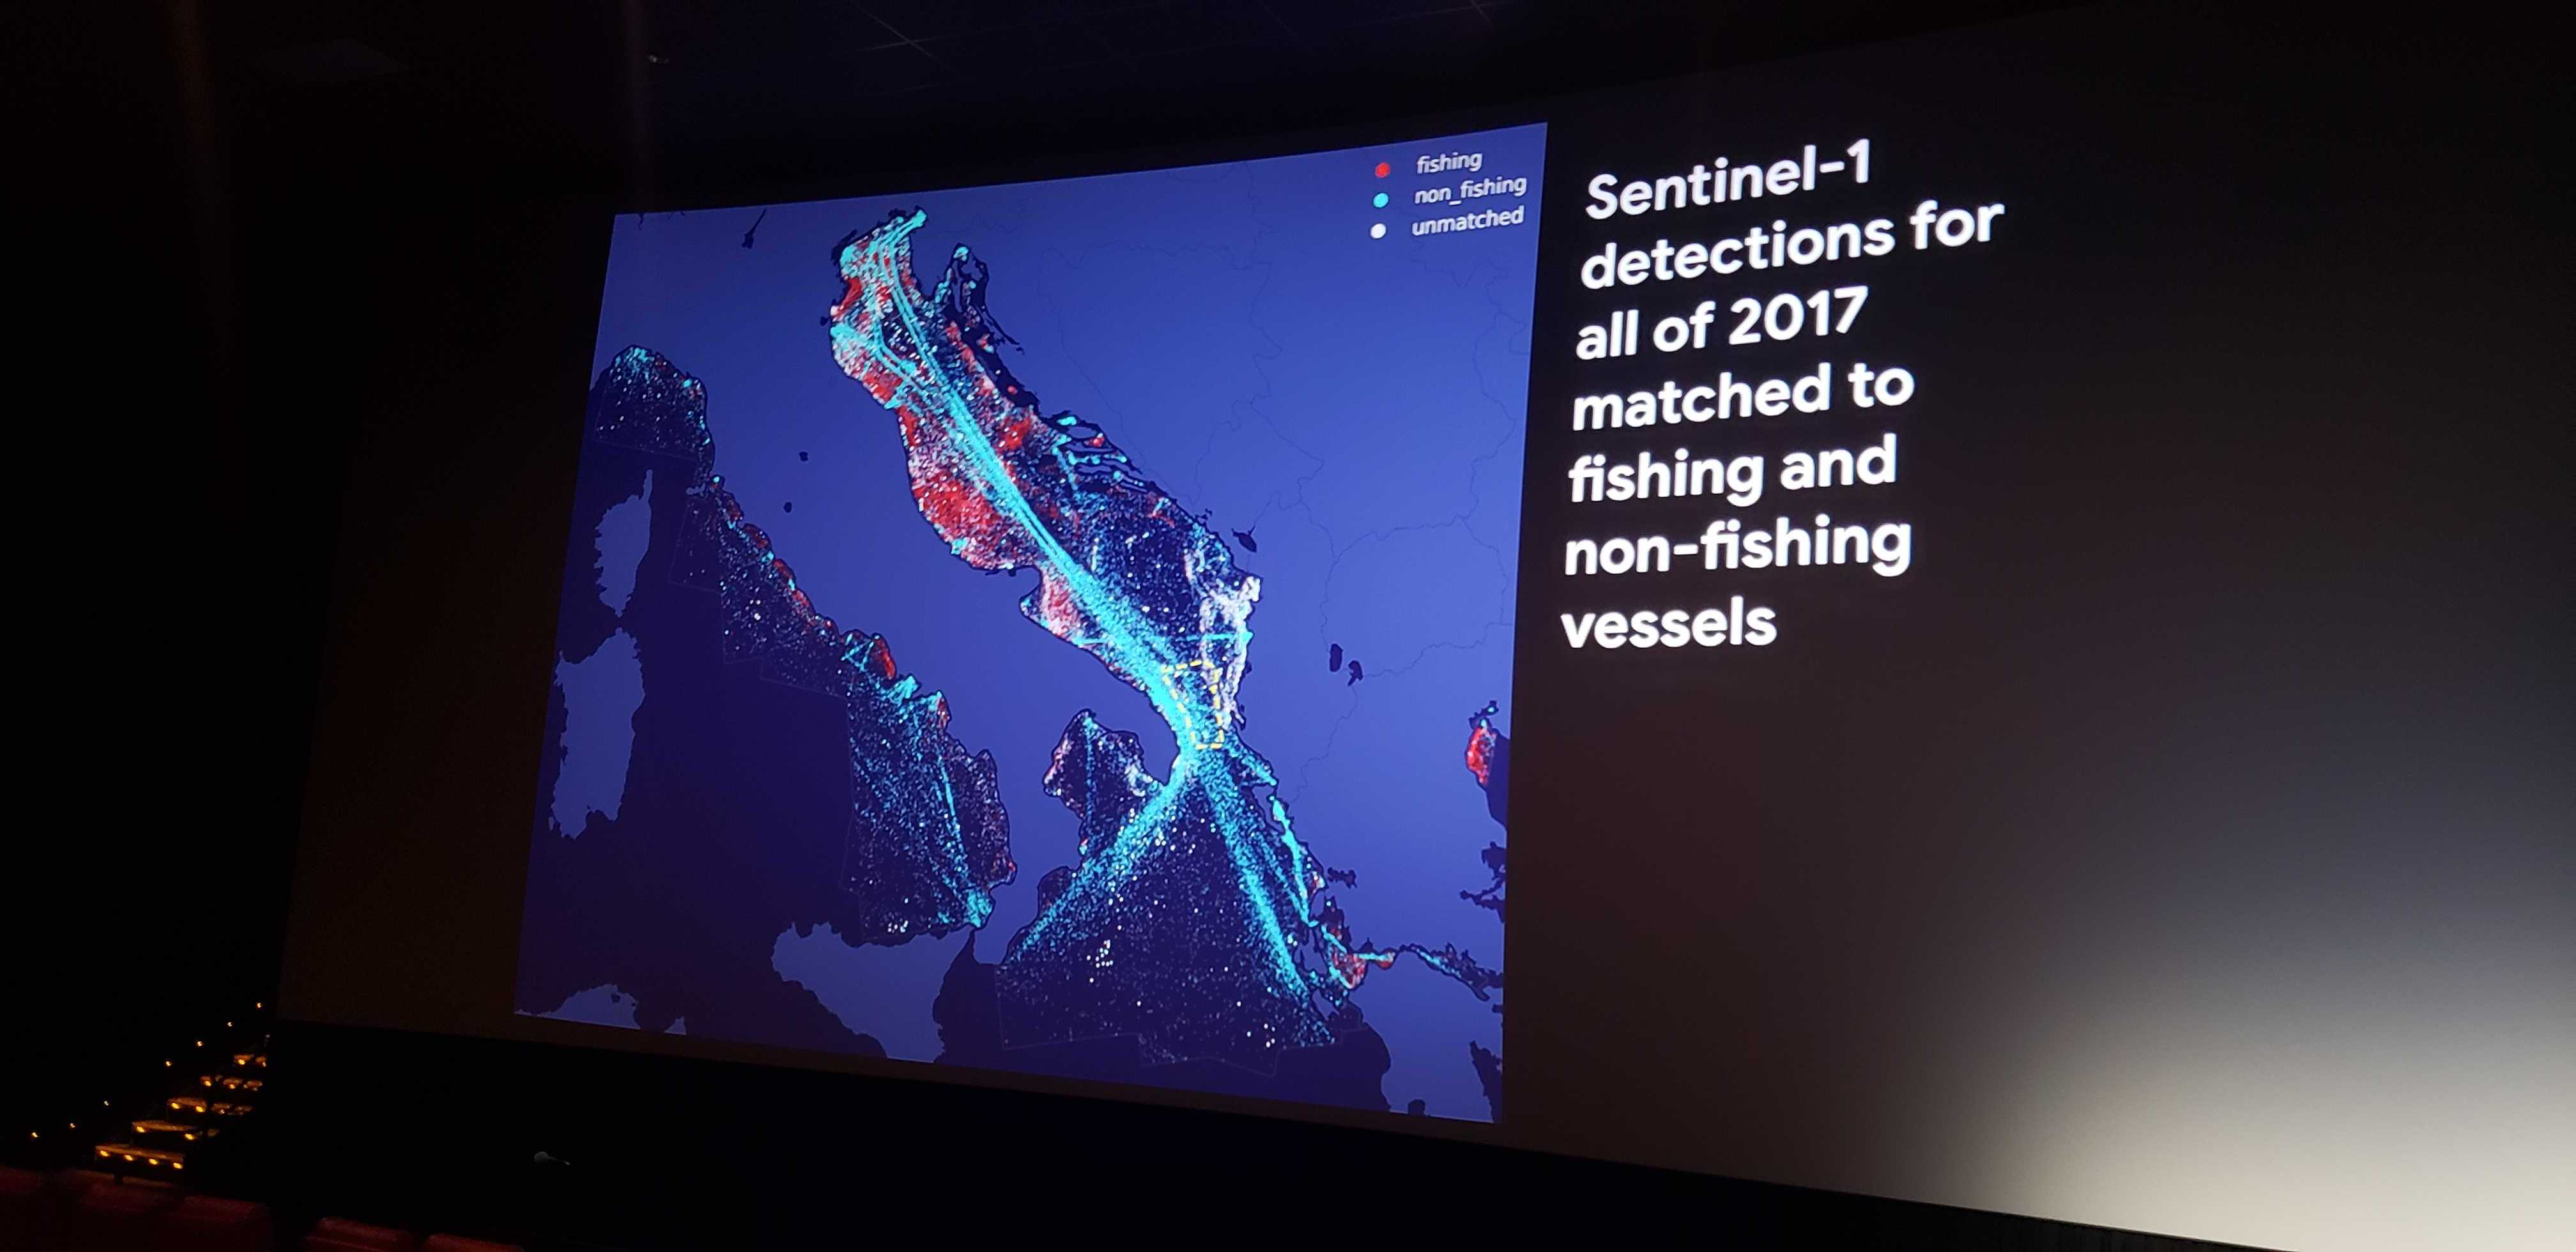 fishing
non_fishing
unmatched
Sentinel-1
detections for
all of 2017
matched to
fishing and
non-fishing
vessels